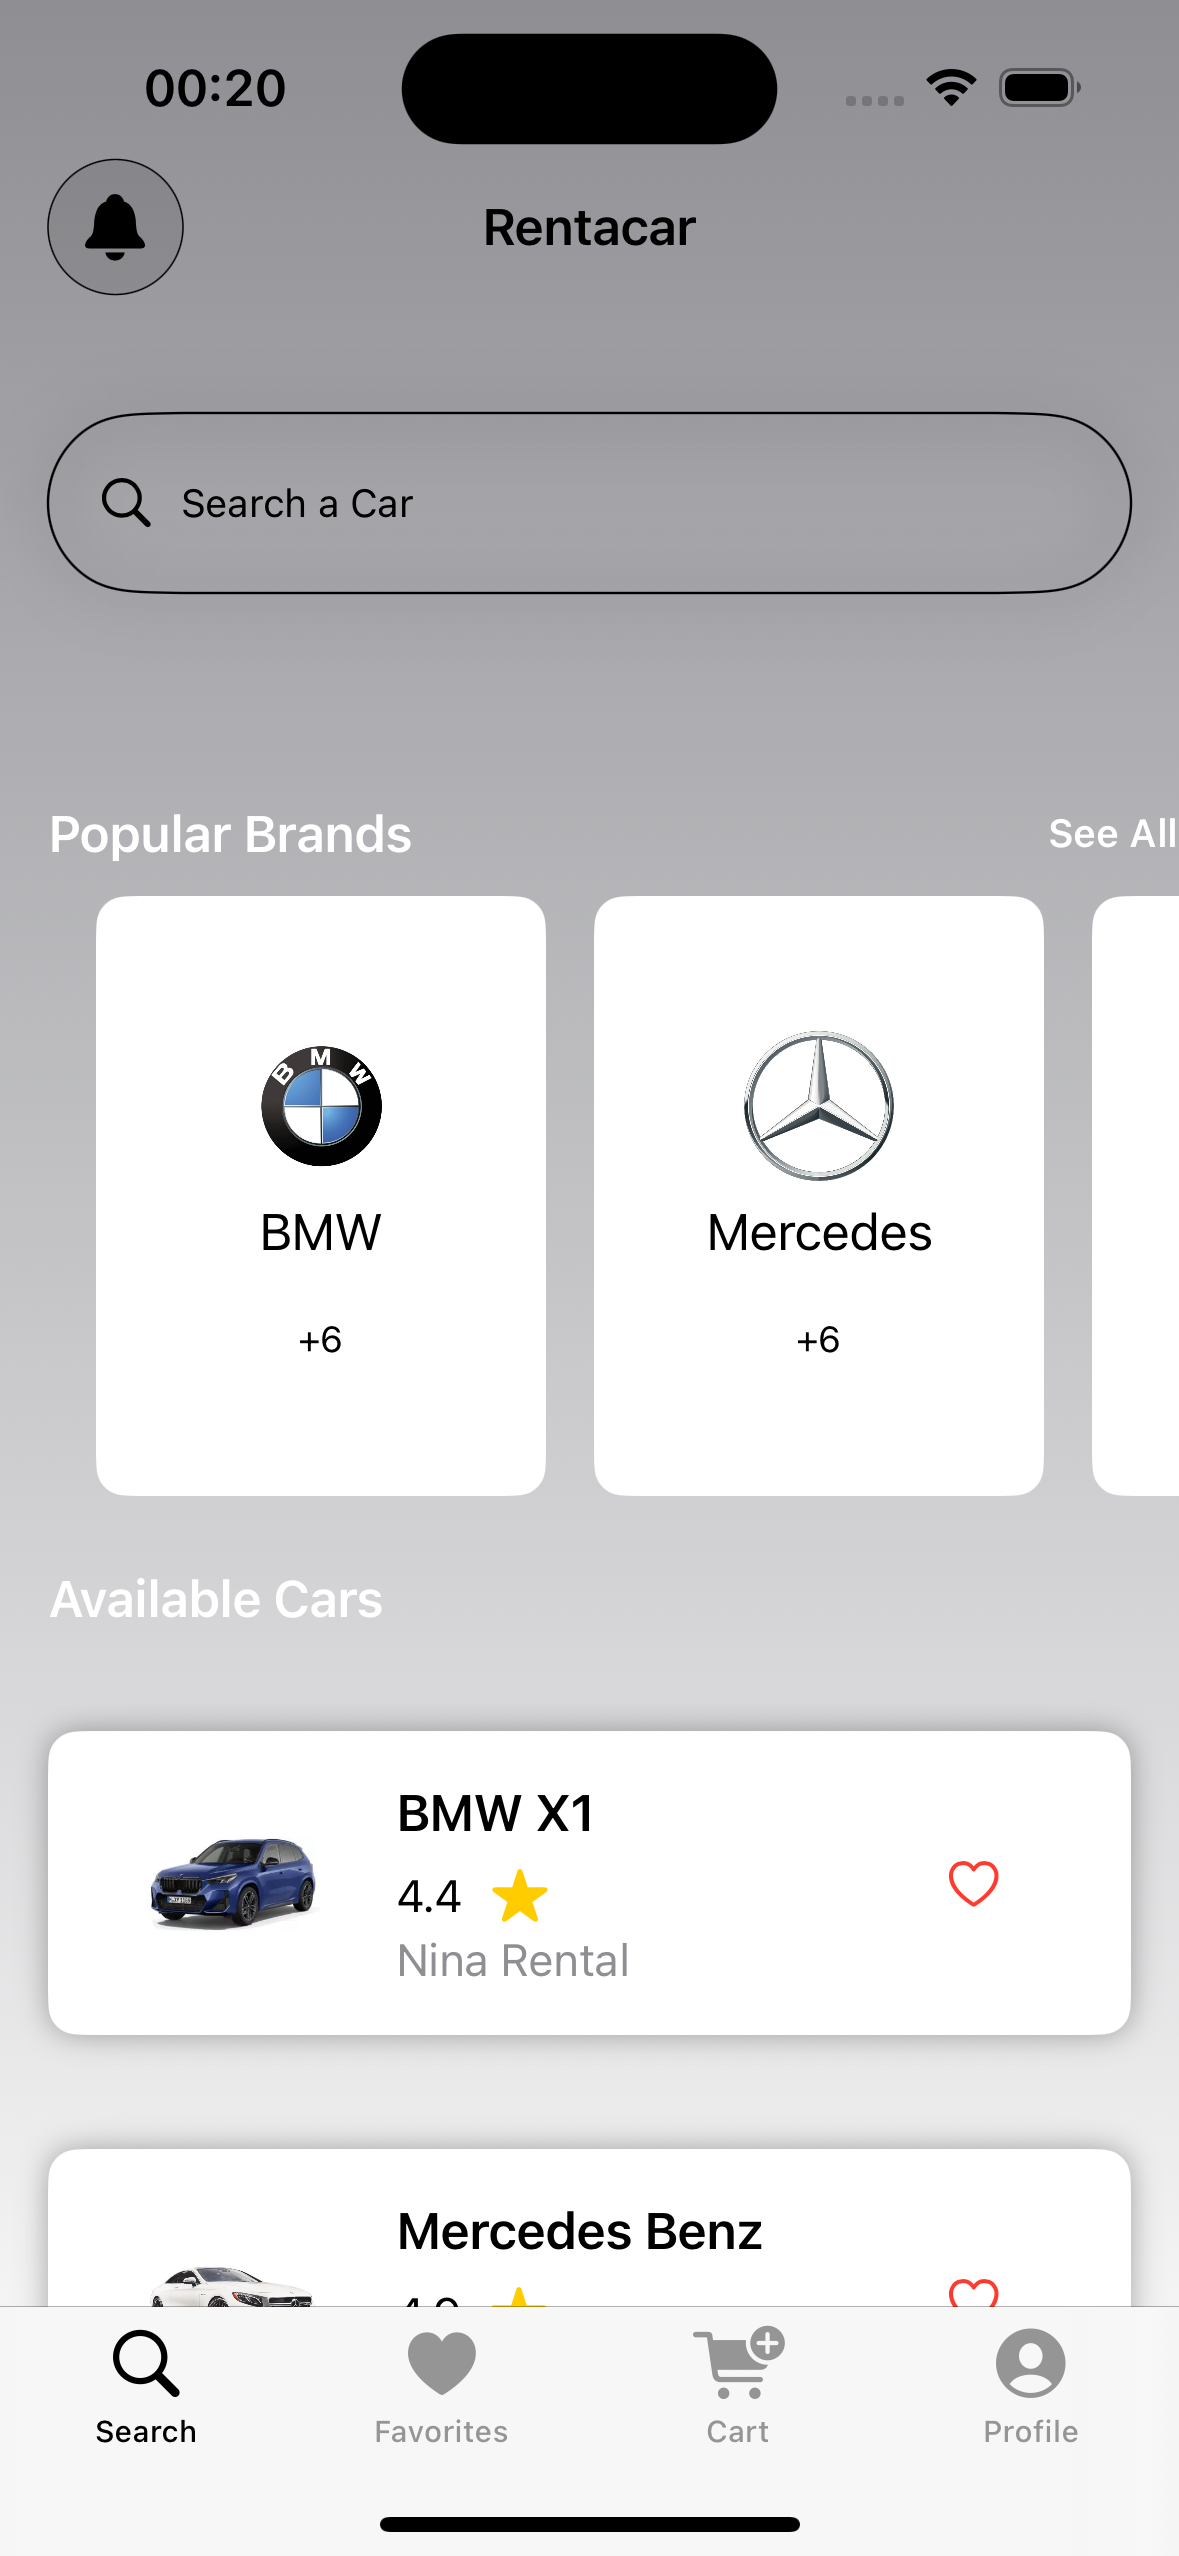 00:20
Rentacar
Search a Car
Popular Brands
See All
B M W
BMW
Mercedes
+6
+6
Available Cars
BMW X1
4.4
Nina Rental
Mercedes Benz
Search
Favorites
Cart
Profile